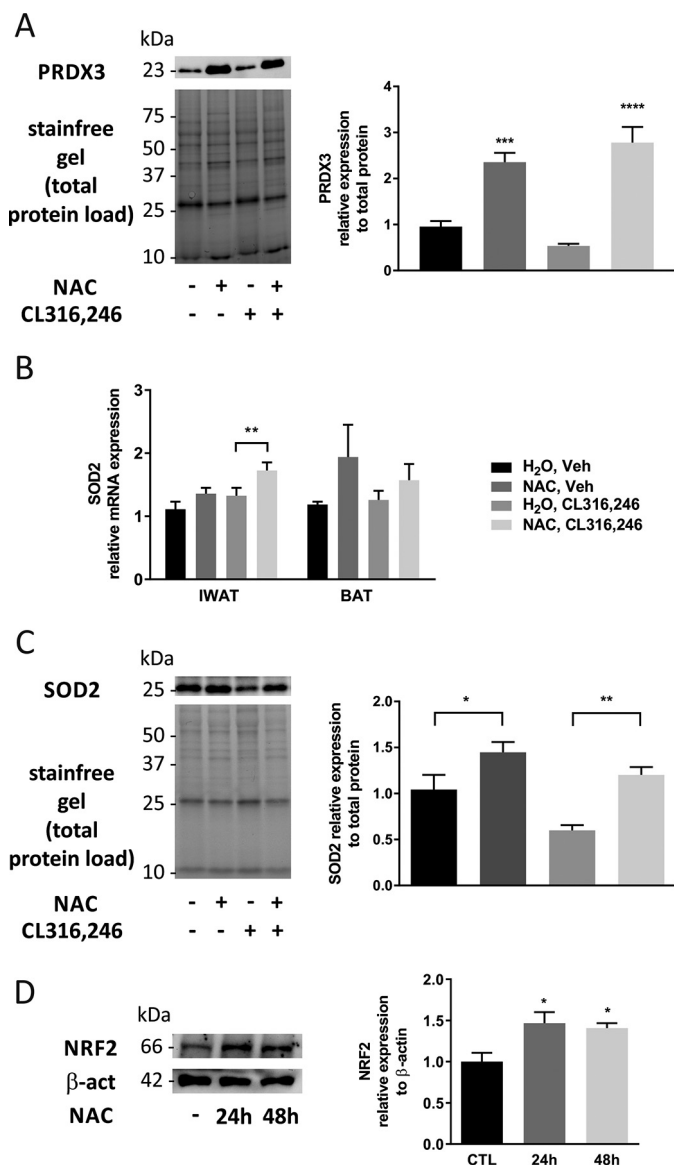 A
kDa
PRDX3
23
stainfree
gel
(total
protein load)
75
50
37
25
10
NAC - + - +
CL316,246 - - + +
PRDX3
relative expression
to total protein
4
3
2
1
0
***
****
B
SOD2
relative mRNA expression
3
2
1
0
**
IWAT
BAT
H₂O, Veh
NAC, Veh
H₂O, CL316,246
NAC, CL316,246
C
kDa
SOD2
25
stainfree
gel
(total
protein load)
50
37
25
10
NAC - + - +
CL316,246 - - + +
SOD2 relative expression
to total protein
2.0
1.5
1.0
0.5
0.0
*
**
D
kDa
NRF2 66
β-act 42
NAC - 24h 48h
NRF2
relative expression
to β-actin
2.0
1.5
1.0
0.5
0.0
*
*
CTL 24h 48h